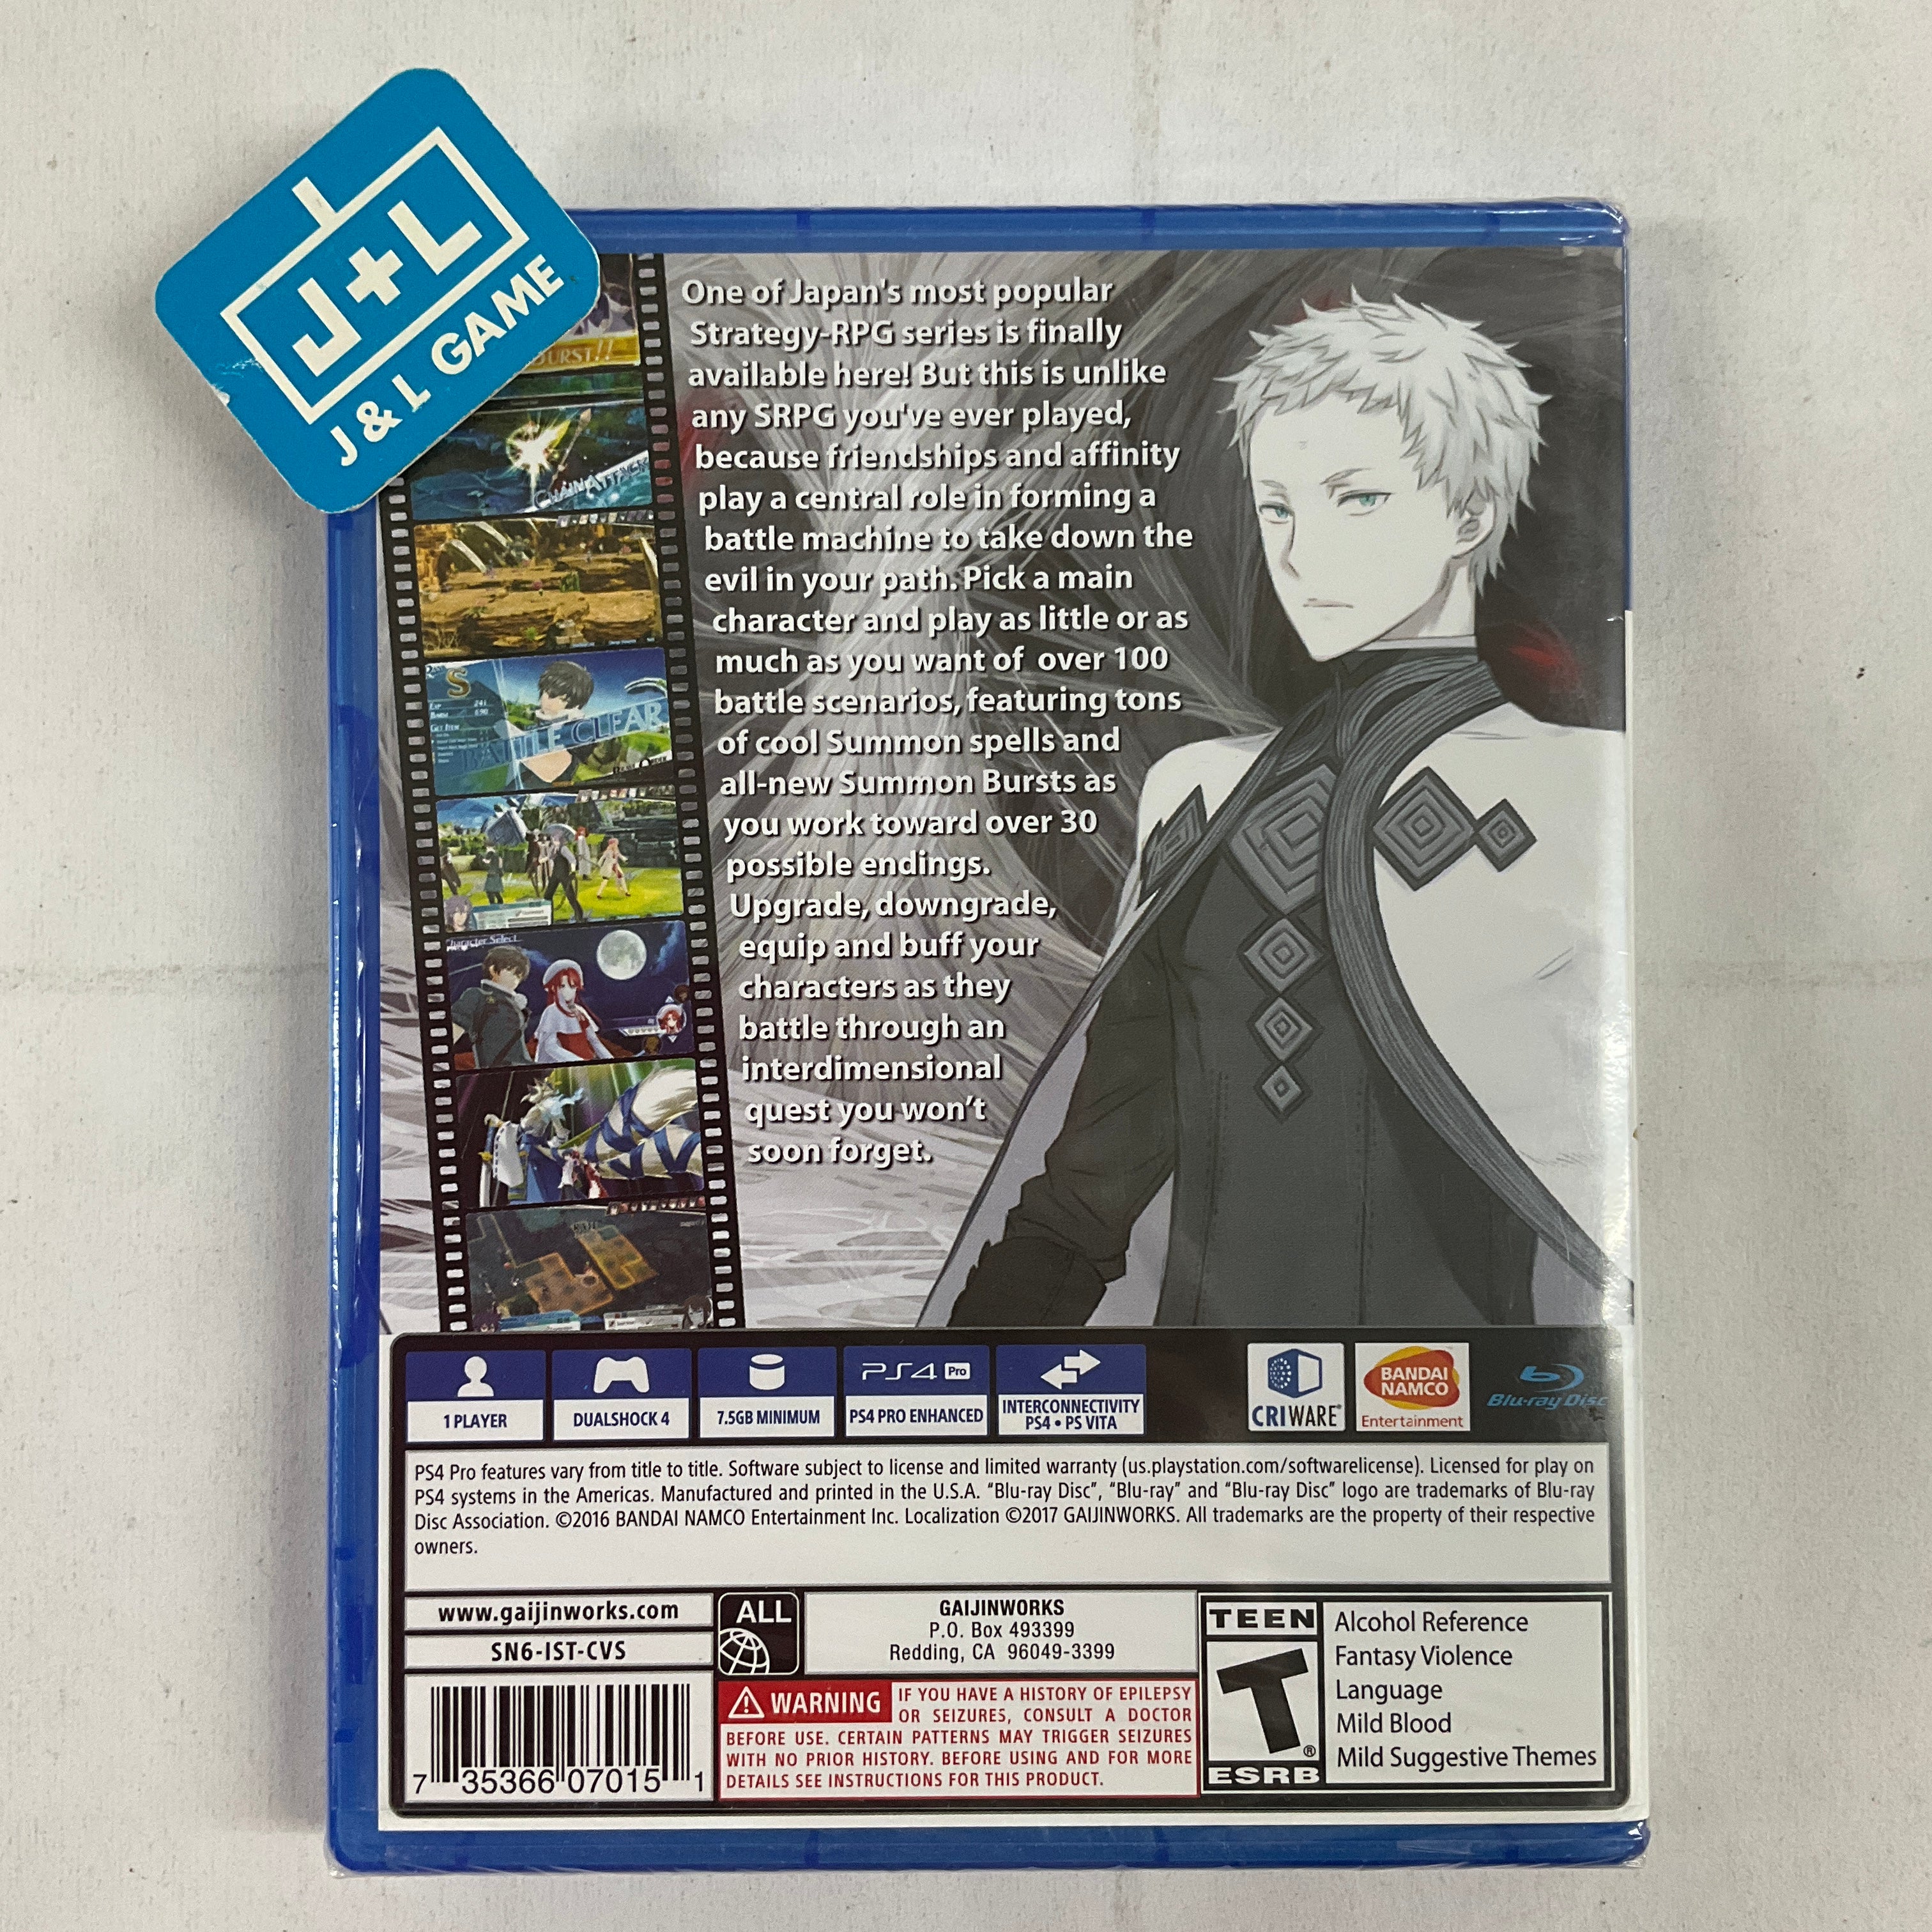 J+L
J & L GAME
BURST!!
CHAIN ATTACK
S
BATTLE CLEAR
Character Select
One of Japan's most popular
Strategy-RPG series is finally
available here! But this is unlike
any SRPG you've ever played,
because friendships and affinity
play a central role in forming a
battle machine to take down the
evil in your path. Pick a main
character and play as little or as
much as you want of over 100
battle scenarios, featuring tons
of cool Summon spells and
all-new Summon Bursts as
you work toward over 30
possible endings.
Upgrade, downgrade,
equip and buff your
characters as they
battle through an
interdimensional
quest you won't
soon forget.
1 PLAYER
DUALSHOCK 4
7.5GB MINIMUM
PS4 Pro
PS4 PRO ENHANCED
INTERCONNECTIVITY
PS4 • PS VITA
CRIWARE®
BANDAI
NAMCO
Entertainment
Blu-ray Disc
PS4 Pro features vary from title to title. Software subject to license and limited warranty (us.playstation.com/softwarelicense). Licensed for play on
PS4 systems in the Americas. Manufactured and printed in the U.S.A. “Blu-ray Disc”, “Blu-ray” and “Blu-ray Disc” logo are trademarks of Blu-ray
Disc Association. ©2016 BANDAI NAMCO Entertainment Inc. Localization ©2017 GAIJINWORKS. All trademarks are the property of their respective
owners.
www.gaijinworks.com
SN6-IST-CVS
7 35366 07015 1
ALL
GAIJINWORKS
P.O. Box 493399
Redding, CA 96049-3399
WARNING IF YOU HAVE A HISTORY OF EPILEPSY
OR SEIZURES, CONSULT A DOCTOR
BEFORE USE. CERTAIN PATTERNS MAY TRIGGER SEIZURES
WITH NO PRIOR HISTORY. BEFORE USING AND FOR MORE
DETAILS SEE INSTRUCTIONS FOR THIS PRODUCT.
TEEN
T®
ESRB
Alcohol Reference
Fantasy Violence
Language
Mild Blood
Mild Suggestive Themes